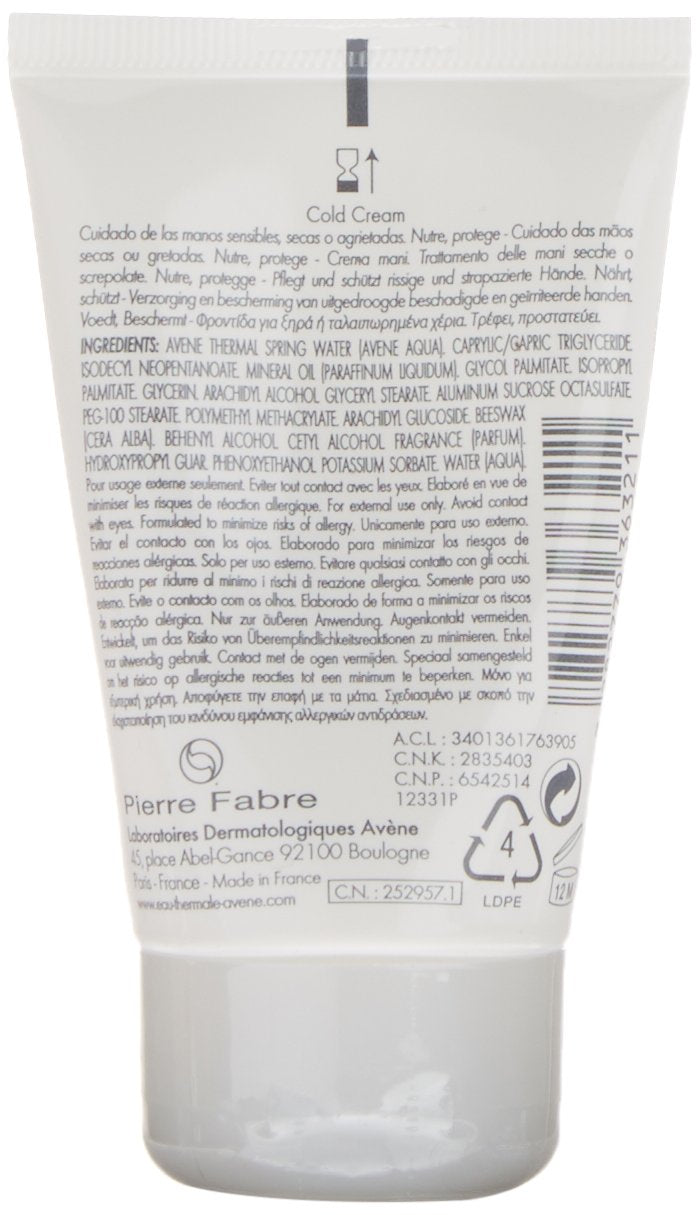 Cold Cream
Cuidado de las manos sensibles, secas o agrietadas. Nutre, protege - Cuidado das mãos
secas ou gretadas. Nutre, protege - Crema mani. Trattamento delle mani secche o
screpolate. Nutre, protegge - Pflegt und schützt rissige und strapazierte Hände. Nährt,
schützt - Verzorging en bescherming van uitgedroogde beschadigde en geïrriteerde handen.
Voedt, Beschermt - Φροντίδα για ξηρά ή ταλαιπωρημένα χέρια. Τρέφει, προστατεύει.
INGREDIENTS: AVENE THERMAL SPRING WATER (AVENE AQUA). CAPRYLIC/CAPRIC TRIGLYCERIDE.
ISODECYL NEOPENTANOATE. MINERAL OIL (PARAFFINUM LIQUIDUM). GLYCOL PALMITATE. ISOPROPYL
PALMITATE. GLYCERIN. ARACHIDYL ALCOHOL. GLYCERYL STEARATE. ALUMINUM SUCROSE OCTASULFATE.
PEG-100 STEARATE. POLYMETHYL METHACRYLATE. ARACHIDYL GLUCOSIDE. BEESWAX
(CERA ALBA). BEHENYL ALCOHOL. CETYL ALCOHOL. FRAGRANCE (PARFUM).
HYDROXYPROPYL GUAR. PHENOXYETHANOL. POTASSIUM SORBATE. WATER (AQUA).
Pour usage externe seulement. Eviter tout contact avec les yeux. Elaboré en vue de
minimiser les risques de réaction allergique. For external use only. Avoid contact
with eyes. Formulated to minimize risks of allergy. Unicamente para uso externo.
Evitar el contacto con los ojos. Elaborado para minimizar los riesgos de
reacciones alérgicas. Solo per uso esterno. Evitare qualsiasi contatto con gli occhi.
Elaborata per ridurre al minimo i rischi di reazione allergica. Somente para uso
externo. Evite o contacto com os olhos. Elaborado de forma a minimizar os riscos
de reacção alérgica. Nur zur äußeren Anwendung. Augenkontakt vermeiden.
Entwickelt, um das Risiko von Überempfindlichkeitsreaktionen zu minimieren. Enkel
voor uitwendig gebruik. Contact met de ogen vermijden. Speciaal samengesteld
om het risico op allergische reacties tot een minimum te beperken. Μόνο για
εξωτερική χρήση. Αποφύγετε την επαφή με τα μάτια. Σχεδιασμένο με σκοπό την
ελαχιστοποίηση του κινδύνου εμφάνισης αλλεργικών αντιδράσεων.
363211
A.C.L : 3401361763905
C.N.K. : 2835403
C.N.P. : 6542514
12331P
Pierre Fabre
Laboratoires Dermatologiques Avène
45, place Abel-Gance 92100 Boulogne
Paris - France - Made in France
www.eau-thermale-avene.com
C.N. : 252957.1
4
LDPE
12 M